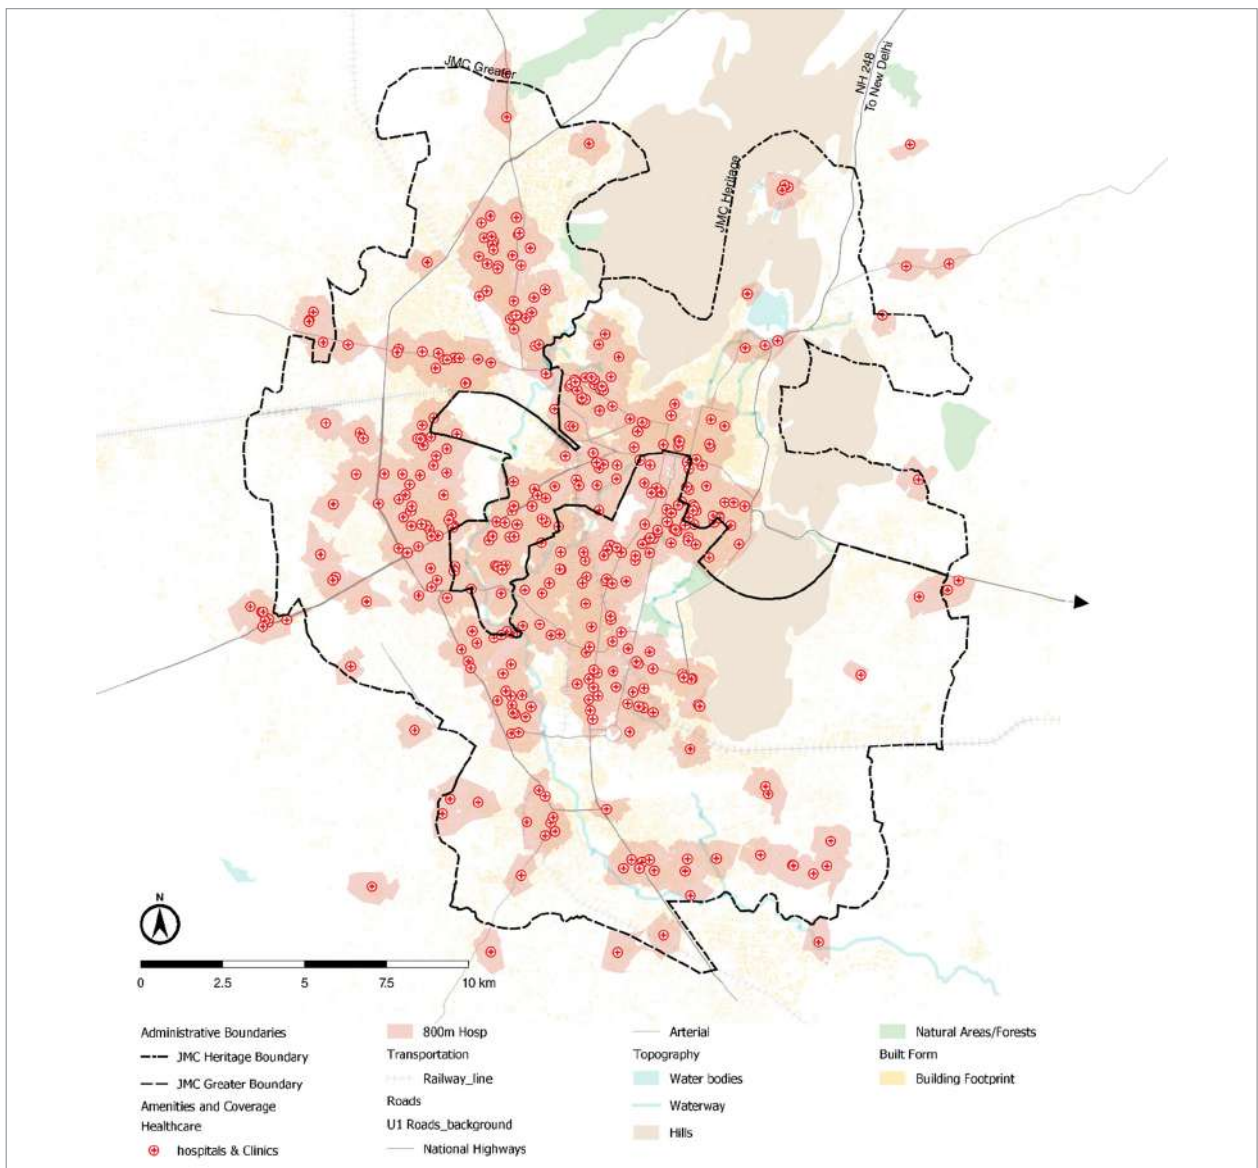 JMC Greater
NH 248
To New Delhi
JMC Heritage
N
0 2.5 5 7.5 10 km
Administrative Boundaries
JMC Heritage Boundary
JMC Greater Boundary
Amenities and Coverage
Healthcare
hospitals & Clinics
800m Hosp
Transportation
Railway_line
Roads
U1 Roads_background
National Highways
Arterial
Topography
Water bodies
Waterway
Hills
Natural Areas/Forests
Built Form
Building Footprint